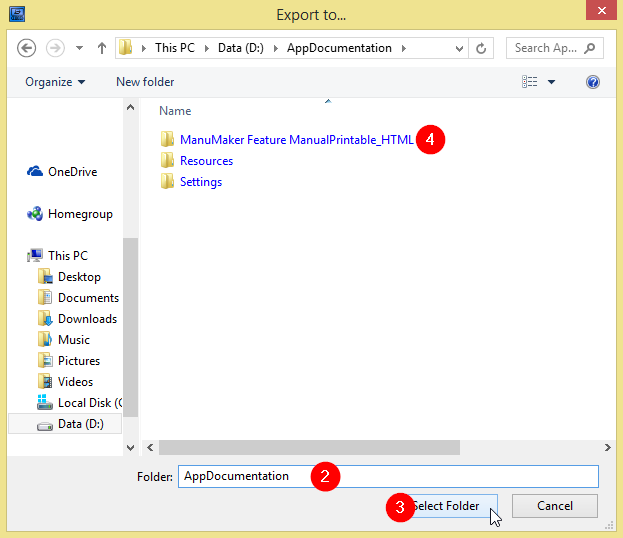 Export to...
This PC
Data (D:)
AppDocumentation
Search Ap...
Organize
New folder
Name
ManuMaker Feature ManualPrintable_HTML
4
Resources
Settings
OneDrive
Homegroup
This PC
Desktop
Documents
Downloads
Music
Pictures
Videos
Local Disk (
Data (D:)
Folder:
AppDocumentation
2
3
Select Folder
Cancel